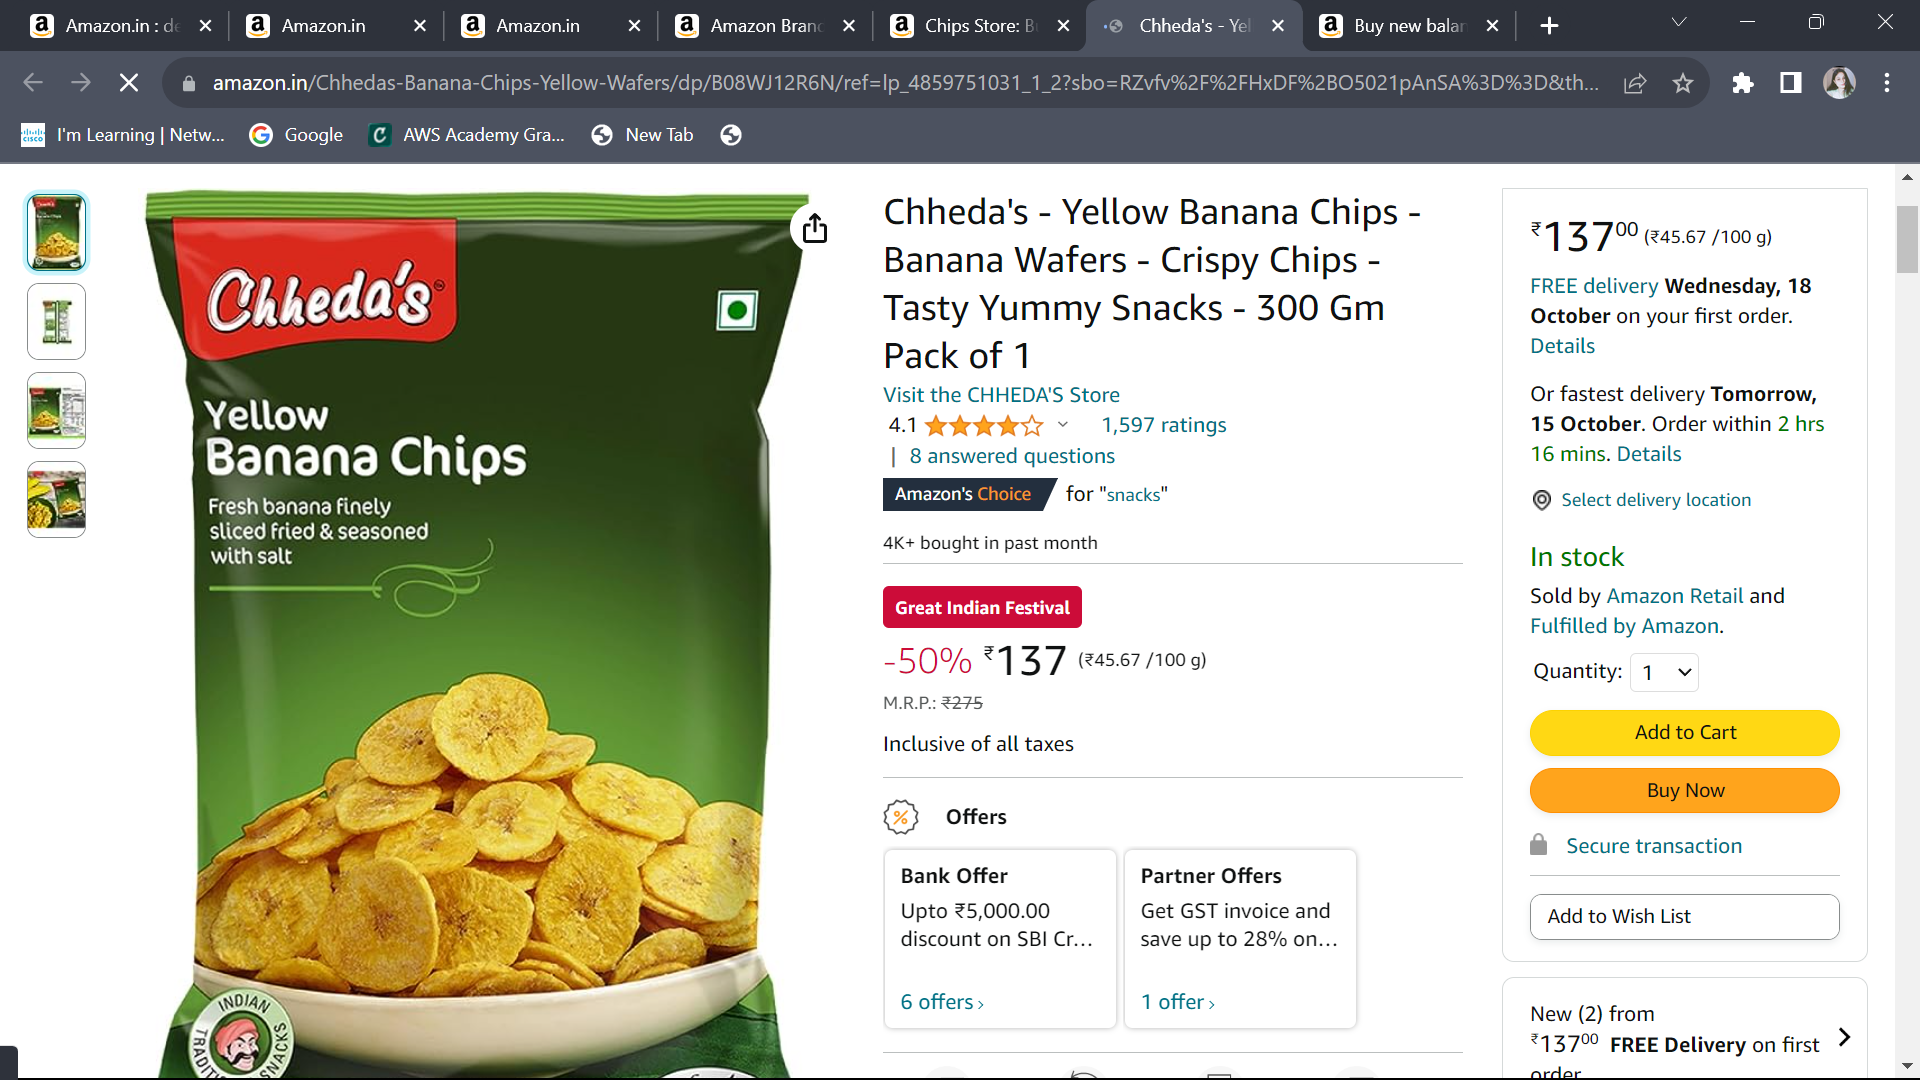 Amazon.in : de
Amazon.in
Amazon.in
Amazon Branc
Chips Store: Bu
Chheda's - Yel
Buy new balan
amazon.in/Chhedas-Banana-Chips-Yellow-Wafers/dp/B08WJ12R6N/ref=lp_4859751031_1_2?sbo=RZvfv%2F%2FHxDF%2BO5021pAnSA%3D%3D&th...
I'm Learning | Netw...
Google
AWS Academy Gra...
New Tab
Chheda's
Yellow
Banana Chips
Fresh banana finely
sliced fried & seasoned
with salt
INDIAN
Chheda's - Yellow Banana Chips -
Banana Wafers - Crispy Chips -
Tasty Yummy Snacks - 300 Gm
Pack of 1
Visit the CHHEDA'S Store
4.1 1,597 ratings
| 8 answered questions
Amazon's Choice for "snacks"
4K+ bought in past month
Great Indian Festival
-50% ₹137 (₹45.67 /100 g)
M.R.P.: ₹275
Inclusive of all taxes
Offers
Bank Offer
Upto ₹5,000.00
discount on SBI Cr...
6 offers ›
Partner Offers
Get GST invoice and
save up to 28% on...
1 offer ›
₹13700 (₹45.67 /100 g)
FREE delivery Wednesday, 18
October on your first order.
Details
Or fastest delivery Tomorrow,
15 October. Order within 2 hrs
16 mins. Details
Select delivery location
In stock
Sold by Amazon Retail and
Fulfilled by Amazon.
Quantity: 1
Add to Cart
Buy Now
Secure transaction
Add to Wish List
New (2) from
₹13700 FREE Delivery on first
order